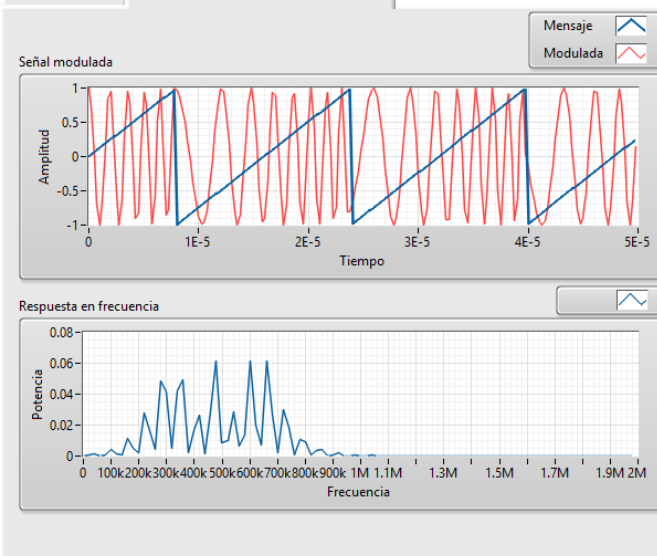 Mensaje
Modulada
Señal modulada
Amplitud
1
0.5
0
-0.5
-1
0 1E-5 2E-5 3E-5 4E-5 5E-5
Tiempo
Respuesta en frecuencia
Potencia
0.08
0.06
0.04
0.02
0
0 100k 200k 300k 400k 500k 600k 700k 800k 900k 1M 1.1M 1.3M 1.5M 1.7M 1.9M 2M
Frecuencia